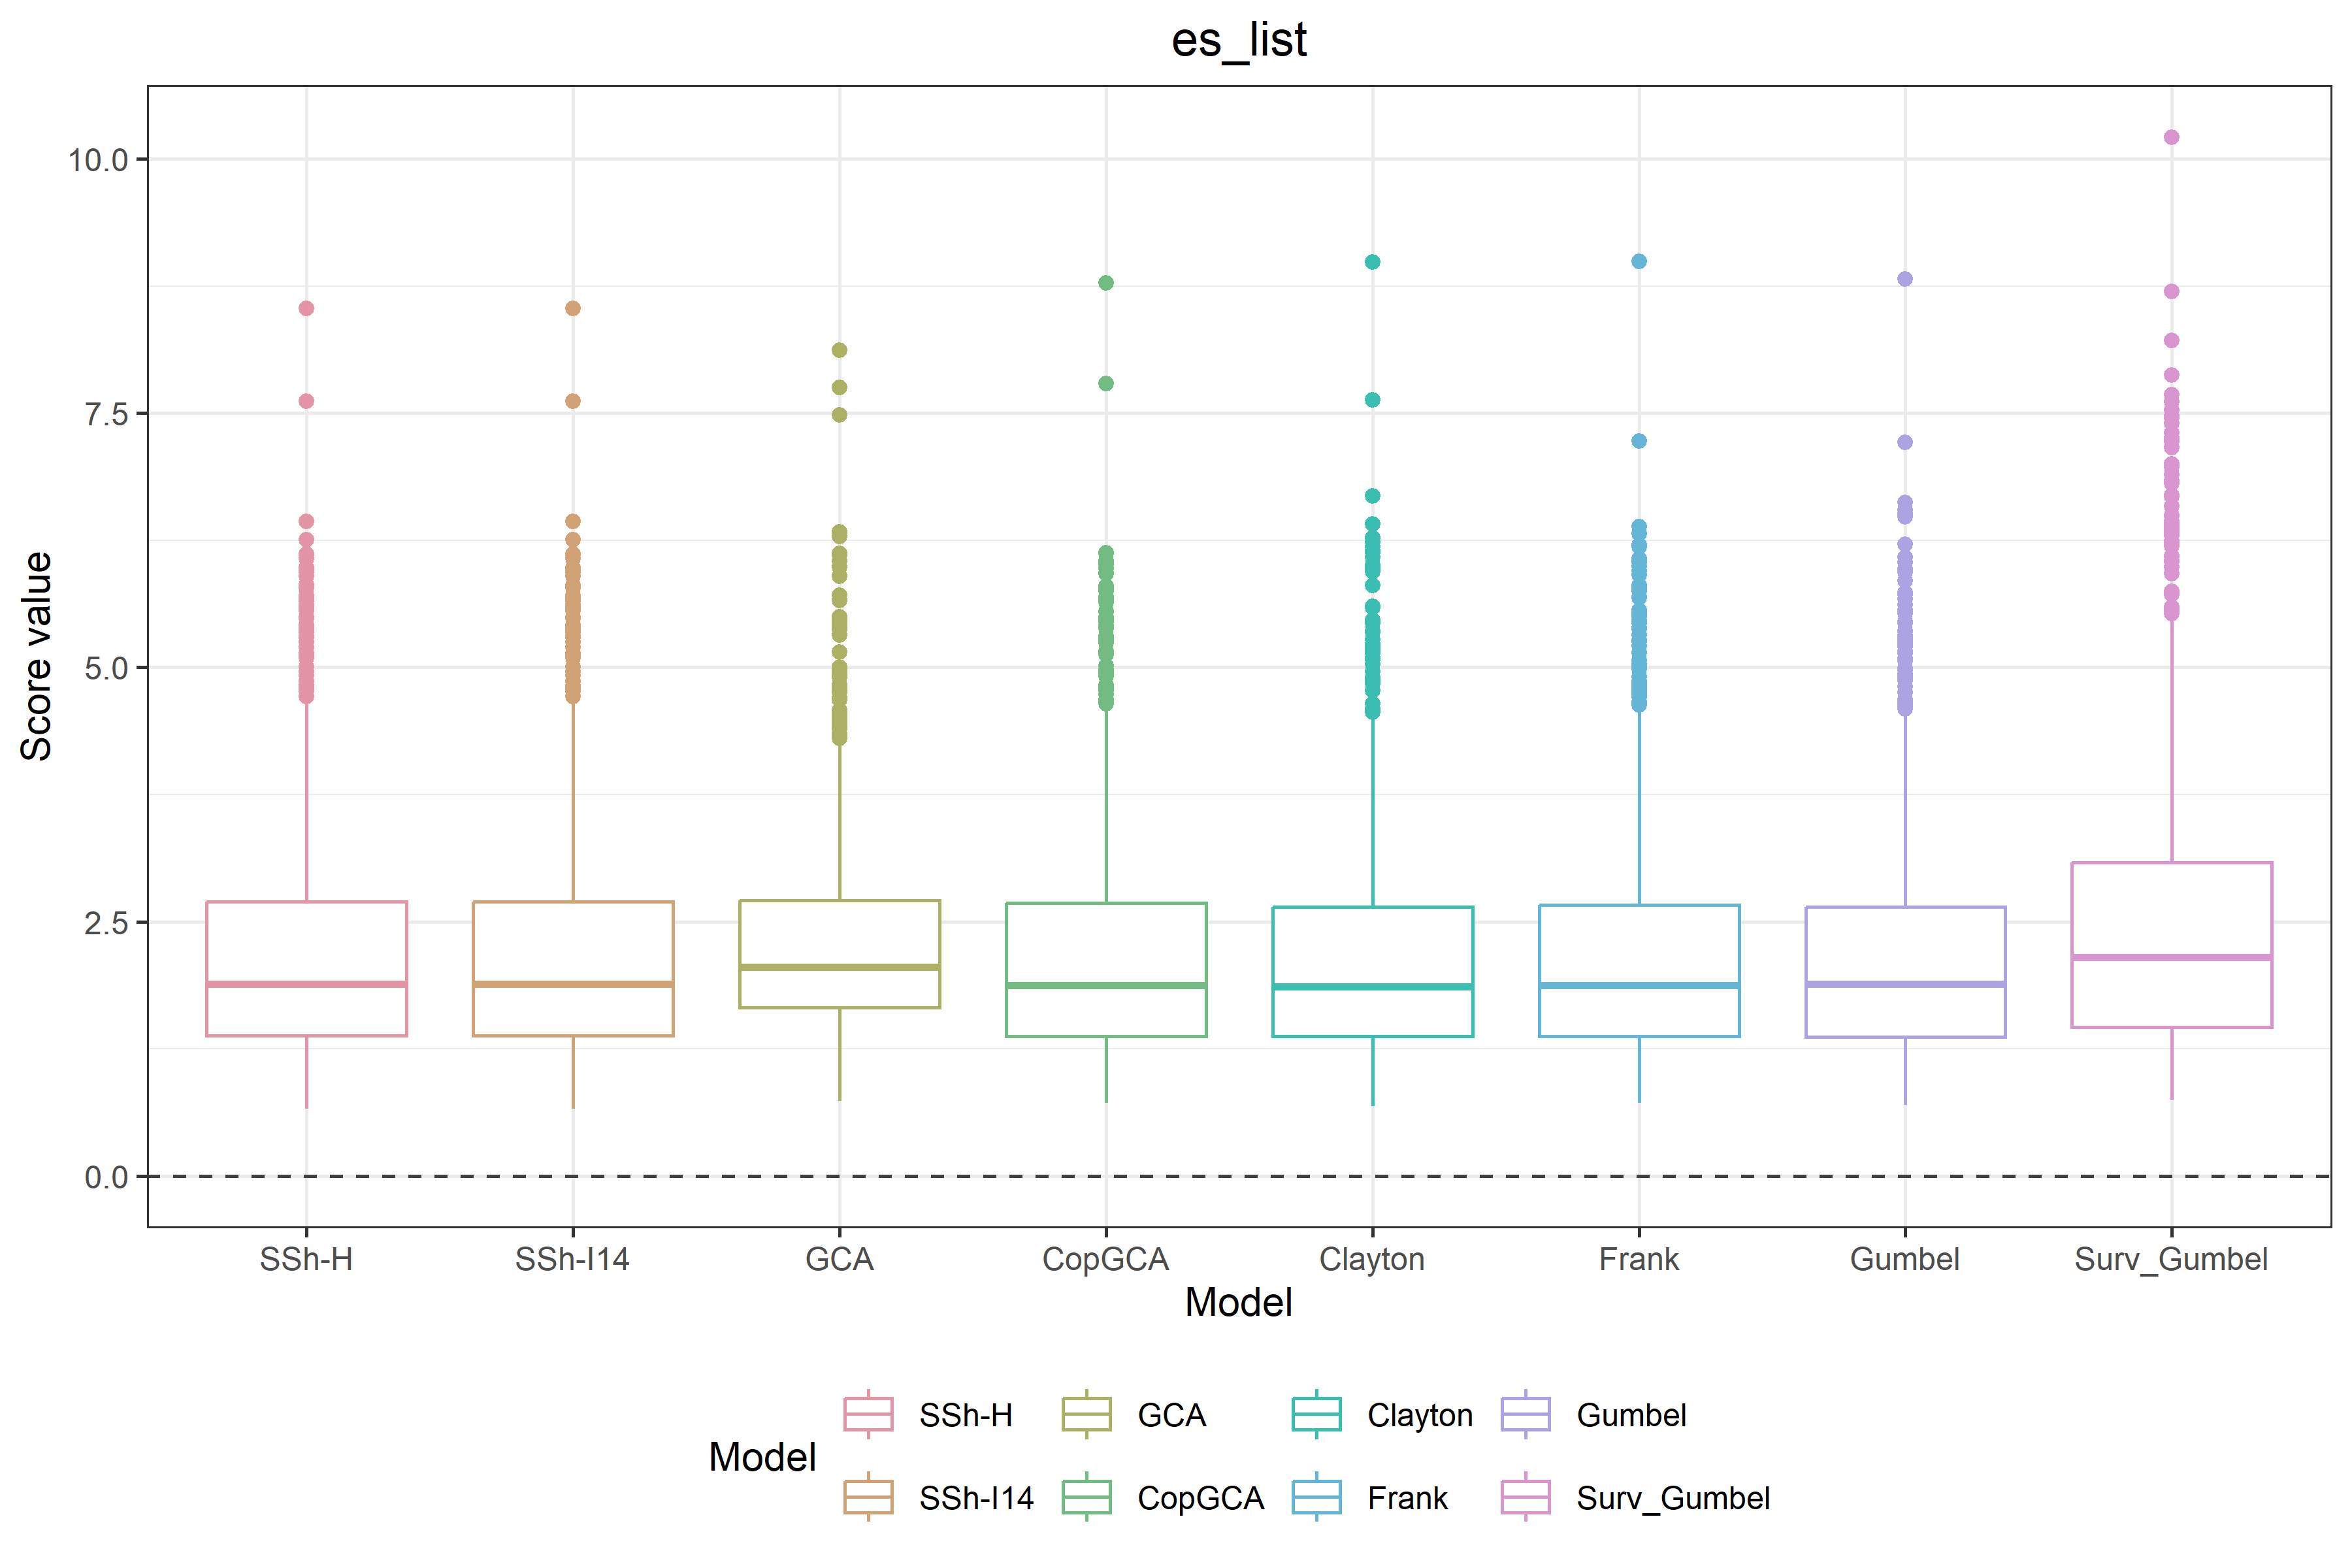 es_list
Score value
10.0
7.5
5.0
2.5
0.0
SSh-H SSh-I14 GCA CopGCA Clayton Frank Gumbel Surv_Gumbel
Model
Model
SSh-H GCA Clayton Gumbel
SSh-I14 CopGCA Frank Surv_Gumbel